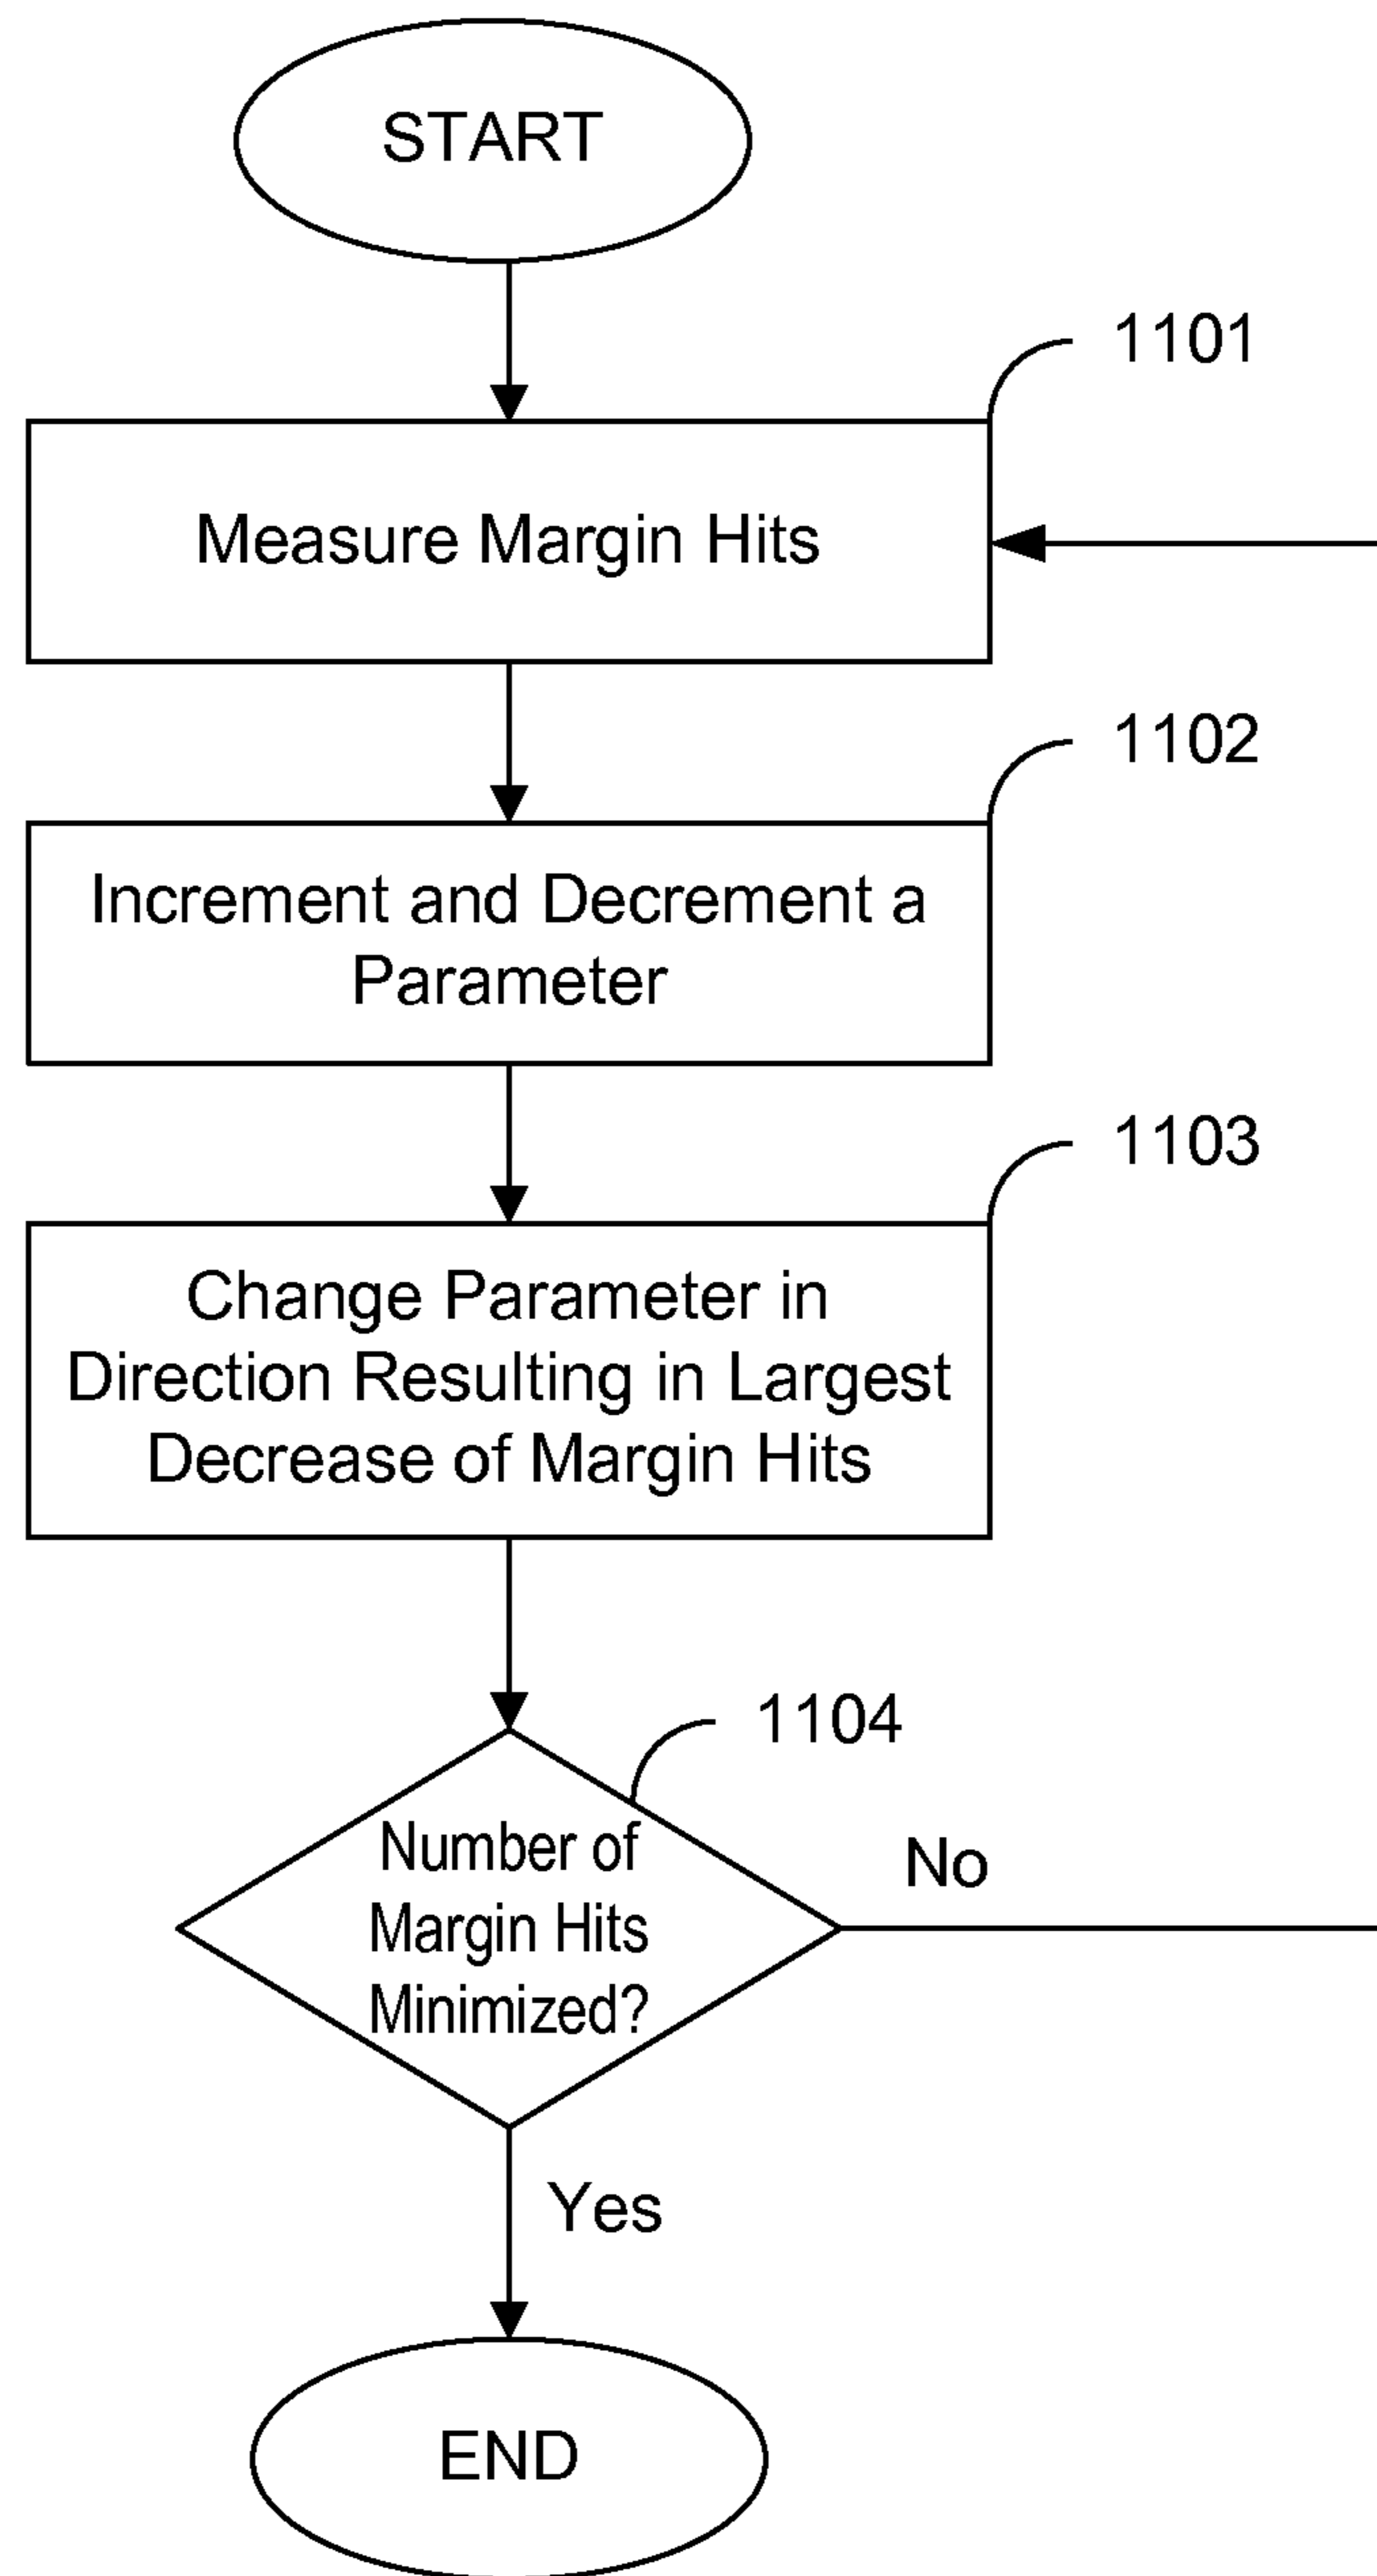 START
1101
Measure Margin Hits
1102
Increment and Decrement a
Parameter
1103
Change Parameter in
Direction Resulting in Largest
Decrease of Margin Hits
1104
Number of
Margin Hits
Minimized?
No
Yes
END